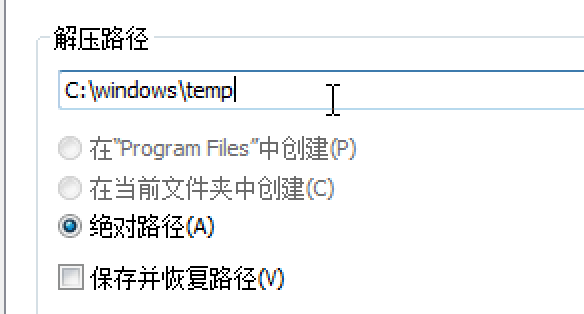 解压路径
C:\windows\temp
在“Program Files”中创建(P)
在当前文件夹中创建(C)
绝对路径(A)
保存并恢复路径(V)